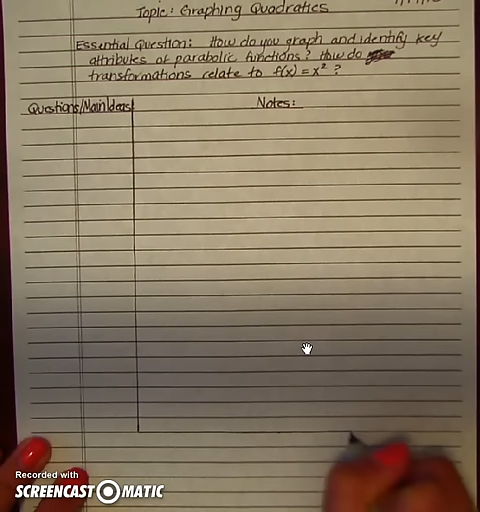 Topic: Graphing Quadratics
Essential Question: How do you graph and identify key
attributes of parabolic functions? How do
transformations relate to f(x) = x² ?
Questions/Main Ideas
Notes:
Recorded with
SCREENCAST-O-MATIC